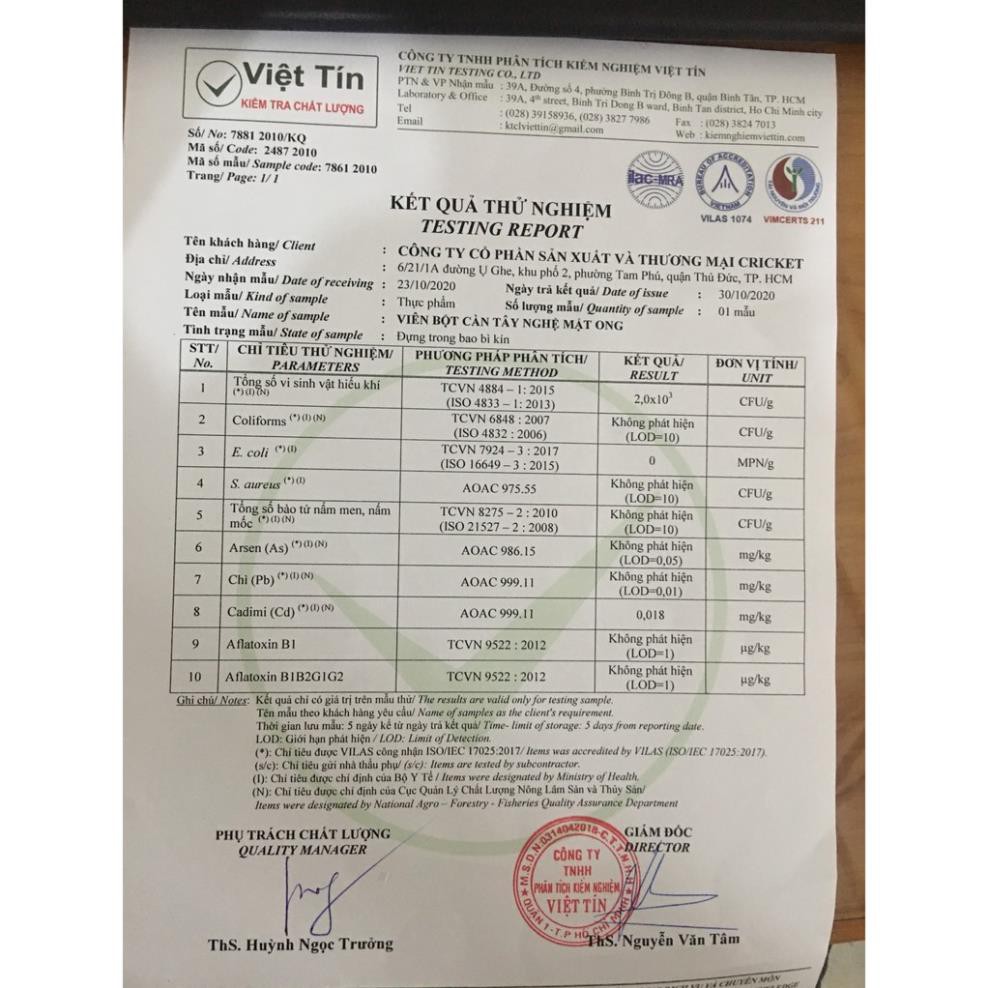 Việt Tín
KIỂM TRA CHẤT LƯỢNG
CÔNG TY TNHH PHÂN TÍCH KIỂM NGHIỆM VIỆT TÍN
VIET TIN TESTING CO., LTD
PTN & VP Nhận mẫu : 39A, Đường số 4, phường Bình Trị Đông B, quận Bình Tân, TP. HCM
Laboratory & Office : 39A, 4th street, Binh Tri Dong B ward, Binh Tan district, Ho Chi Minh city
Tel : (028) 39158936, (028) 3827 7986 Fax : (028) 3824 7013
Email : ktclviettin@gmail.com Web : kiemnghiemviettin.com
Số/ No: 7881 2010/KQ
Mã số/ Code: 2487 2010
Mã số mẫu/ Sample code: 7861 2010
Trang/ Page: 1/ 1
ilac-MRA
BUREAU OF ACCREDITATION
VIETNAM
VILAS 1074
VIMCERTS 211
KẾT QUẢ THỬ NGHIỆM
TESTING REPORT
Tên khách hàng/ Client : CÔNG TY CỔ PHẦN SẢN XUẤT VÀ THƯƠNG MẠI CRICKET
Địa chỉ/ Address : 6/21/1A đường Ụ Ghe, khu phố 2, phường Tam Phú, quận Thủ Đức, TP. HCM
Ngày nhận mẫu/ Date of receiving : 23/10/2020 Ngày trả kết quả/ Date of issue : 30/10/2020
Loại mẫu/ Kind of sample : Thực phẩm Số lượng mẫu/ Quantity of sample : 01 mẫu
Tên mẫu/ Name of sample : VIÊN BỘT CẦN TÂY NGHỆ MẬT ONG
Tình trạng mẫu/ State of sample : Đựng trong bao bì kín
STT/ No. CHỈ TIÊU THỬ NGHIỆM/ PARAMETERS PHƯƠNG PHÁP PHÂN TÍCH/ TESTING METHOD KẾT QUẢ/ RESULT ĐƠN VỊ TÍNH/ UNIT
1 Tổng số vi sinh vật hiếu khí (*)(I)(N) TCVN 4884 – 1: 2015 (ISO 4833 – 1: 2013) 2,0x10³ CFU/g
2 Coliforms (*)(I)(N) TCVN 6848 : 2007 (ISO 4832 : 2006) Không phát hiện (LOD=10) CFU/g
3 E. coli (*)(I) TCVN 7924 – 3 : 2017 (ISO 16649 – 3 : 2015) 0 MPN/g
4 S. aureus (*)(I) AOAC 975.55 Không phát hiện (LOD=10) CFU/g
5 Tổng số bào tử nấm men, nấm mốc (*)(I)(N) TCVN 8275 – 2 : 2010 (ISO 21527 – 2 : 2008) Không phát hiện (LOD=10) CFU/g
6 Arsen (As) (*)(I)(N) AOAC 986.15 Không phát hiện (LOD=0,05) mg/kg
7 Chì (Pb) (*)(I)(N) AOAC 999.11 Không phát hiện (LOD=0,01) mg/kg
8 Cadimi (Cd) (*)(I)(N) AOAC 999.11 0,018 mg/kg
9 Aflatoxin B1 TCVN 9522 : 2012 Không phát hiện (LOD=1) µg/kg
10 Aflatoxin B1B2G1G2 TCVN 9522 : 2012 Không phát hiện (LOD=1) µg/kg
Ghi chú/ Notes: Kết quả chỉ có giá trị trên mẫu thử/ The results are valid only for testing sample.
Tên mẫu theo khách hàng yêu cầu/ Name of samples as the client's requirement.
Thời gian lưu mẫu: 5 ngày kể từ ngày trả kết quả/ Time- limit of storage: 5 days from reporting date.
LOD: Giới hạn phát hiện / LOD: Limit of Detection.
(*): Chỉ tiêu được VILAS công nhận ISO/IEC 17025:2017/ Items was accredited by VILAS (ISO/IEC 17025:2017).
(s/c): Chỉ tiêu gửi nhà thầu phụ/ (s/c): Items are tested by subcontractor.
(I): Chỉ tiêu được chỉ định của Bộ Y Tế / Items were designated by Ministry of Health.
(N): Chỉ tiêu được chỉ định của Cục Quản Lý Chất Lượng Nông Lâm Sản và Thủy Sản/
Items were designated by National Agro – Forestry - Fisheries Quality Assurance Department
PHỤ TRÁCH CHẤT LƯỢNG
QUALITY MANAGER
GIÁM ĐỐC
DIRECTOR
M.S.D.N:0314042018-C.T.T.N.H.H
CÔNG TY
TNHH
PHÂN TÍCH KIỂM NGHIỆM
VIỆT TÍN
QUẬN 1-T.P HỒ CHÍ MINH
ThS. Huỳnh Ngọc Trưởng
ThS. Nguyễn Văn Tâm
VỤ VÀ CHUYÊN MÔN